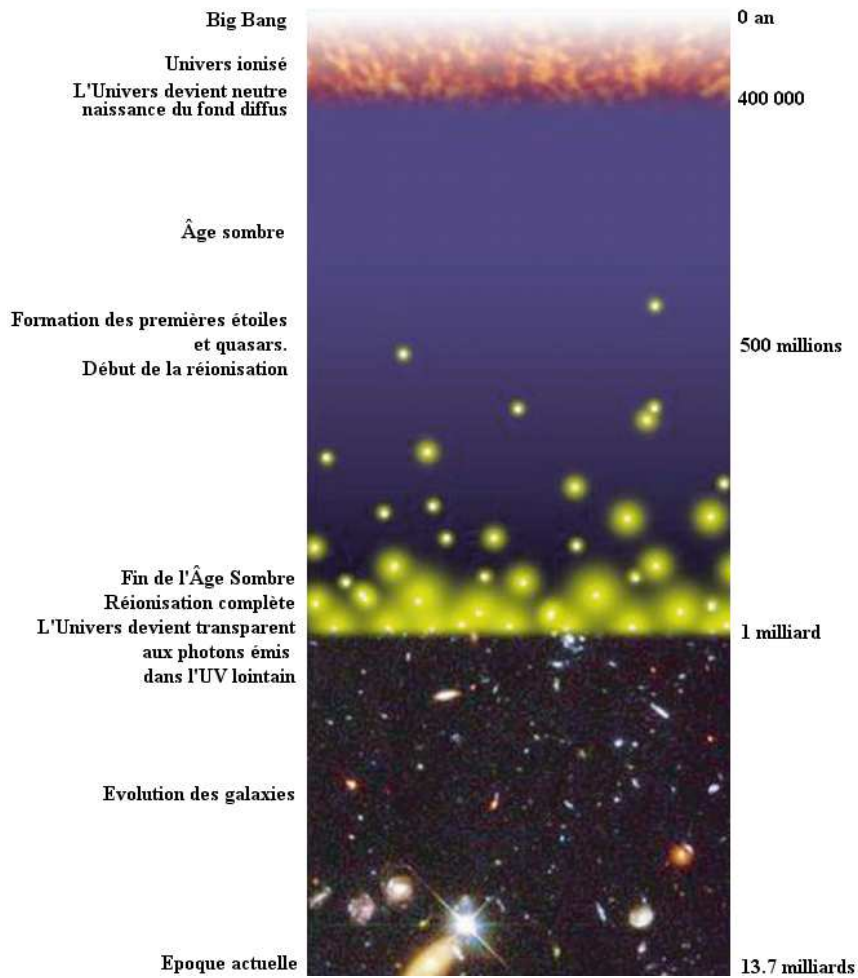 Big Bang
0 an
Univers ionisé
L'Univers devient neutre
naissance du fond diffus
400 000
Âge sombre
Formation des premières étoiles
et quasars.
Début de la réionisation
500 millions
Fin de l'Âge Sombre
Réionisation complète
L'Univers devient transparent
aux photons émis
dans l'UV lointain
1 milliard
Evolution des galaxies
Epoque actuelle
13.7 milliards